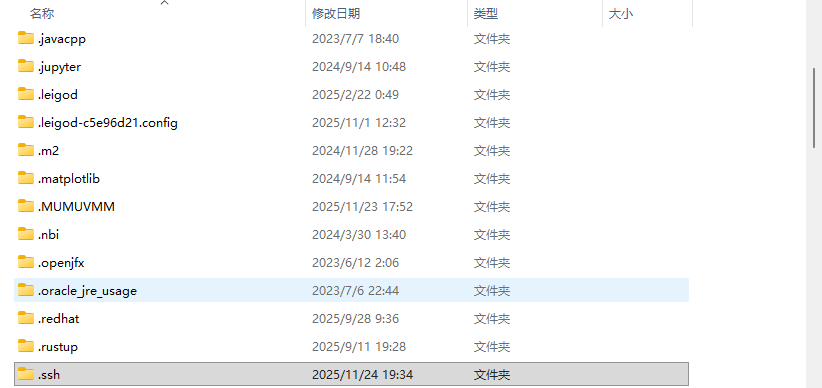 名称 修改日期 类型 大小
.javacpp 2023/7/7 18:40 文件夹
.jupyter 2024/9/14 10:48 文件夹
.leigod 2025/2/22 0:49 文件夹
.leigod-c5e96d21.config 2025/11/1 12:32 文件夹
.m2 2024/11/28 19:22 文件夹
.matplotlib 2024/9/14 11:54 文件夹
.MUMUVMM 2025/11/23 17:52 文件夹
.nbi 2024/3/30 13:40 文件夹
.openjfx 2023/6/12 2:06 文件夹
.oracle_jre_usage 2023/7/6 22:44 文件夹
.redhat 2025/9/28 9:36 文件夹
.rustup 2025/9/11 19:28 文件夹
.ssh 2025/11/24 19:34 文件夹